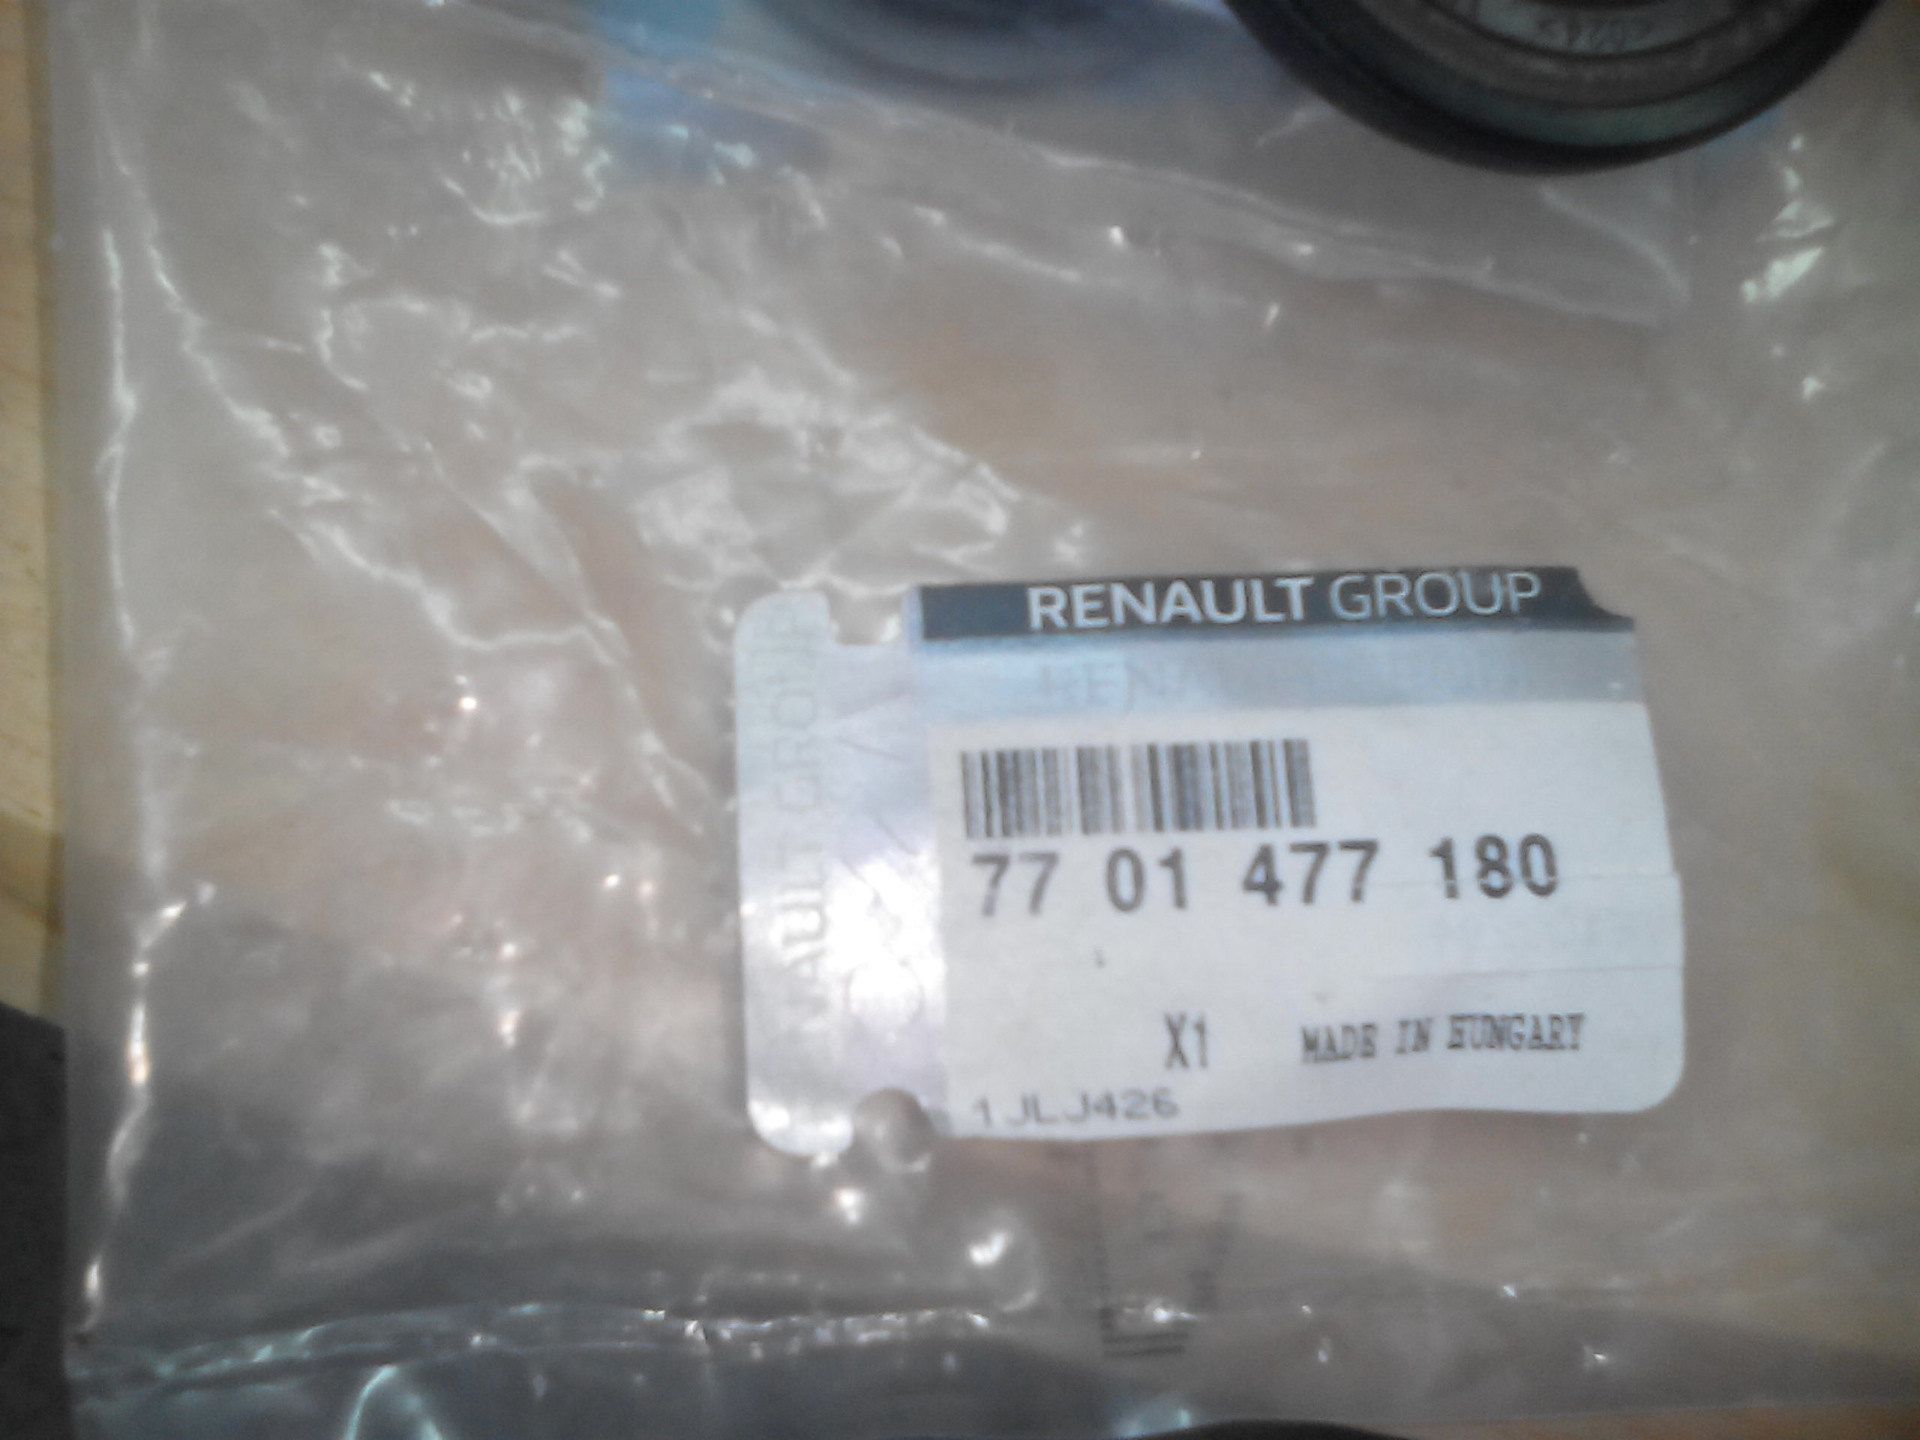 RENAULT GROUP
77 01 477 180
X1 MADE IN HUNGARY
1JLJ426